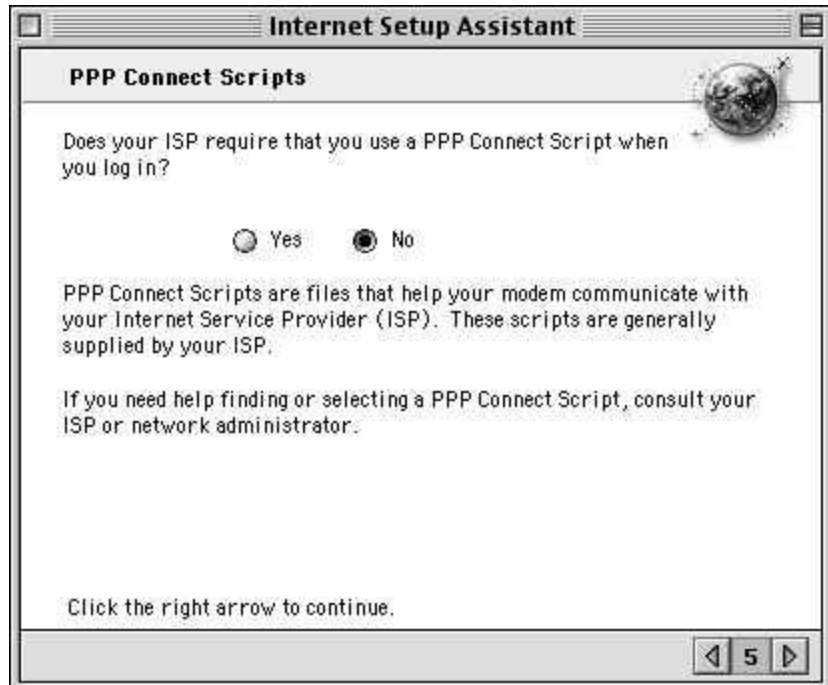 Internet Setup Assistant
PPP Connect Scripts
Does your ISP require that you use a PPP Connect Script when
you log in?
Yes No
PPP Connect Scripts are files that help your modem communicate with
your Internet Service Provider (ISP). These scripts are generally
supplied by your ISP.
If you need help finding or selecting a PPP Connect Script, consult your
ISP or network administrator.
Click the right arrow to continue.
5